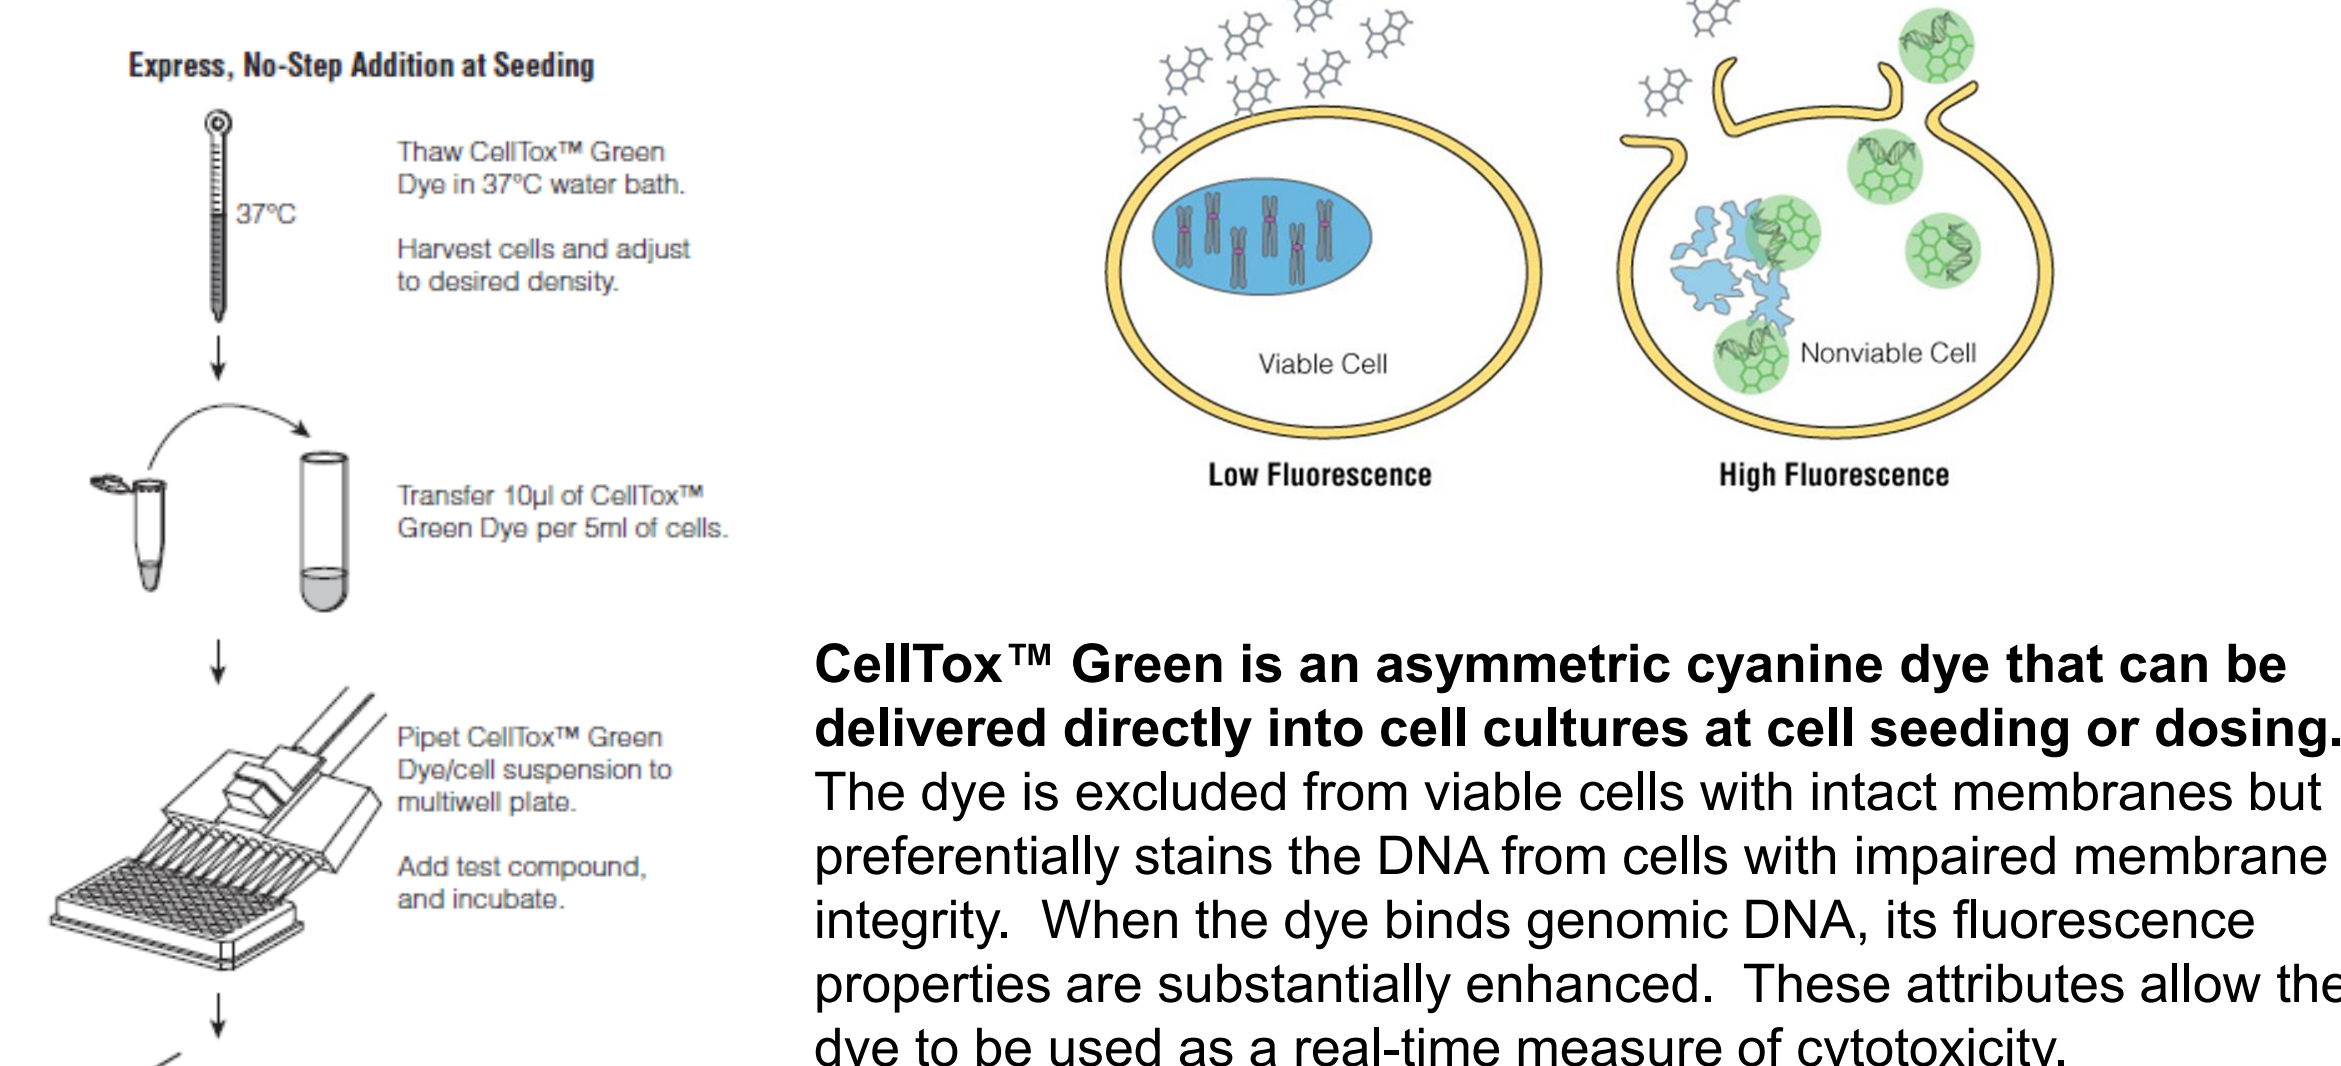 Express, No-Step Addition at Seeding
37°C
Thaw CellTox™ Green
Dye in 37°C water bath.
Harvest cells and adjust
to desired density.
Transfer 10µl of CellTox™
Green Dye per 5ml of cells.
Pipet CellTox™ Green
Dye/cell suspension to
multiwell plate.
Add test compound,
and incubate.
Viable Cell
Low Fluorescence
Nonviable Cell
High Fluorescence
CellTox™ Green is an asymmetric cyanine dye that can be
delivered directly into cell cultures at cell seeding or dosing.
The dye is excluded from viable cells with intact membranes but
preferentially stains the DNA from cells with impaired membrane
integrity.  When the dye binds genomic DNA, its fluorescence
properties are substantially enhanced.  These attributes allow the
dye to be used as a real-time measure of cytotoxicity.